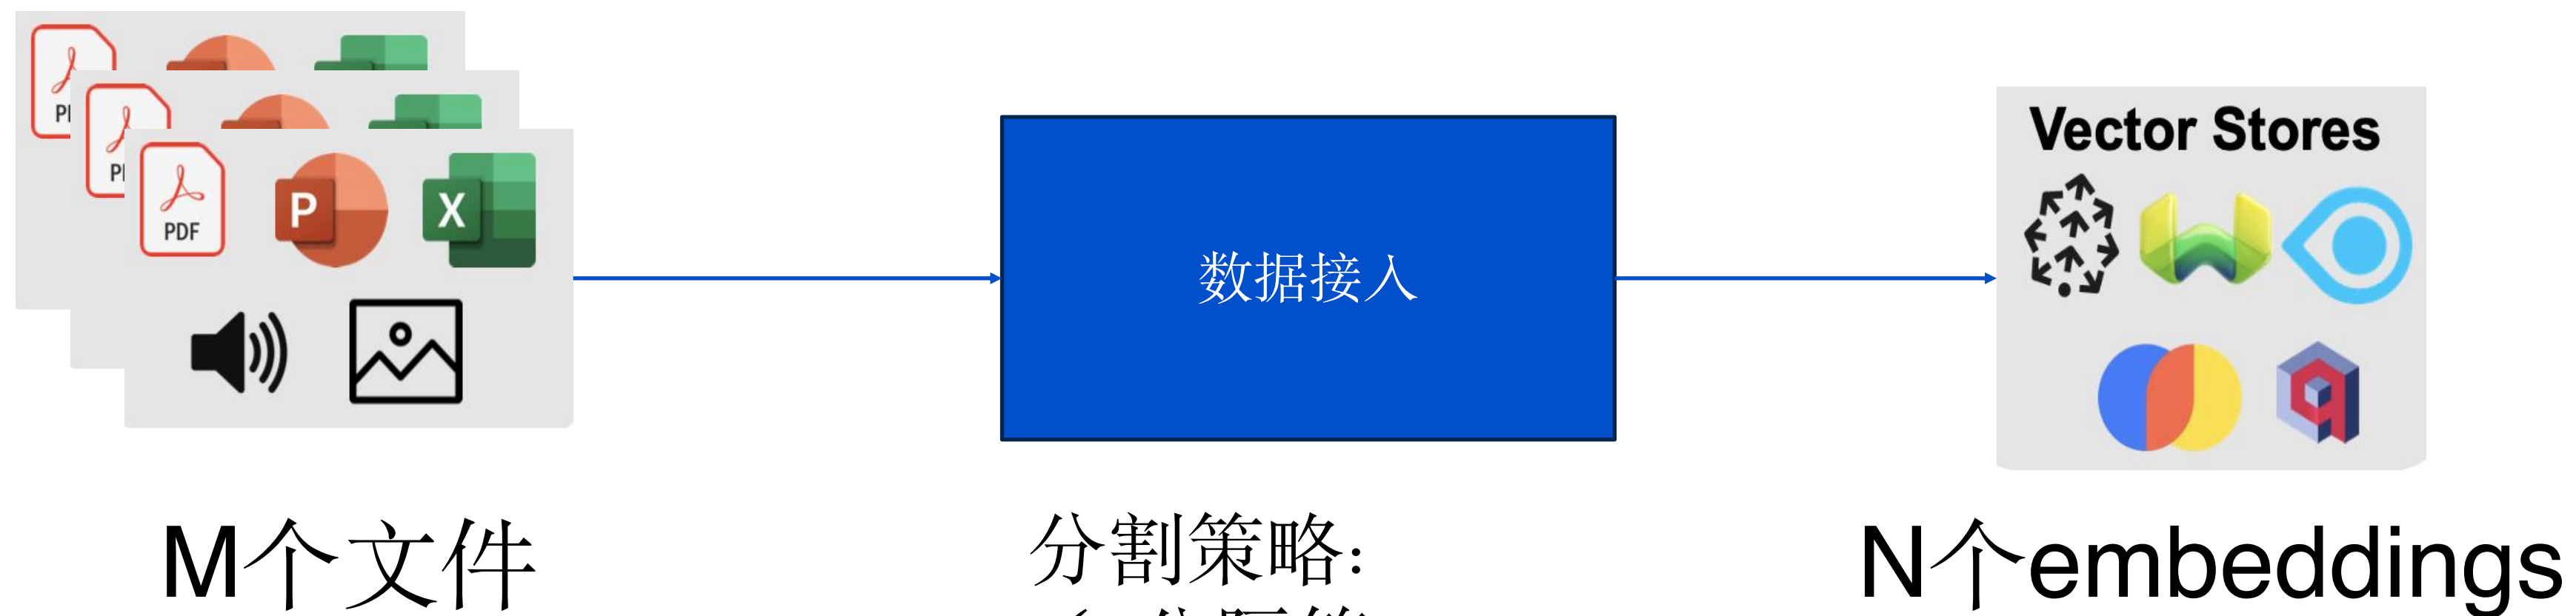 PDF
P
X
数据接入
Vector Stores
M个文件
分割策略:
N个embeddings